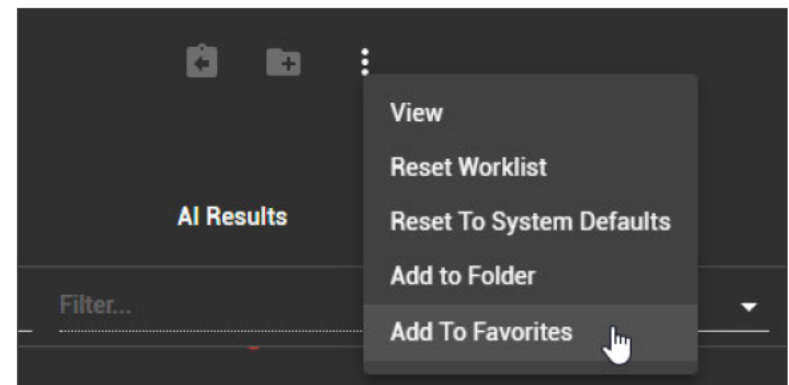 View
Reset Worklist
AI Results
Reset To System Defaults
Add to Folder
Filter...
Add To Favorites